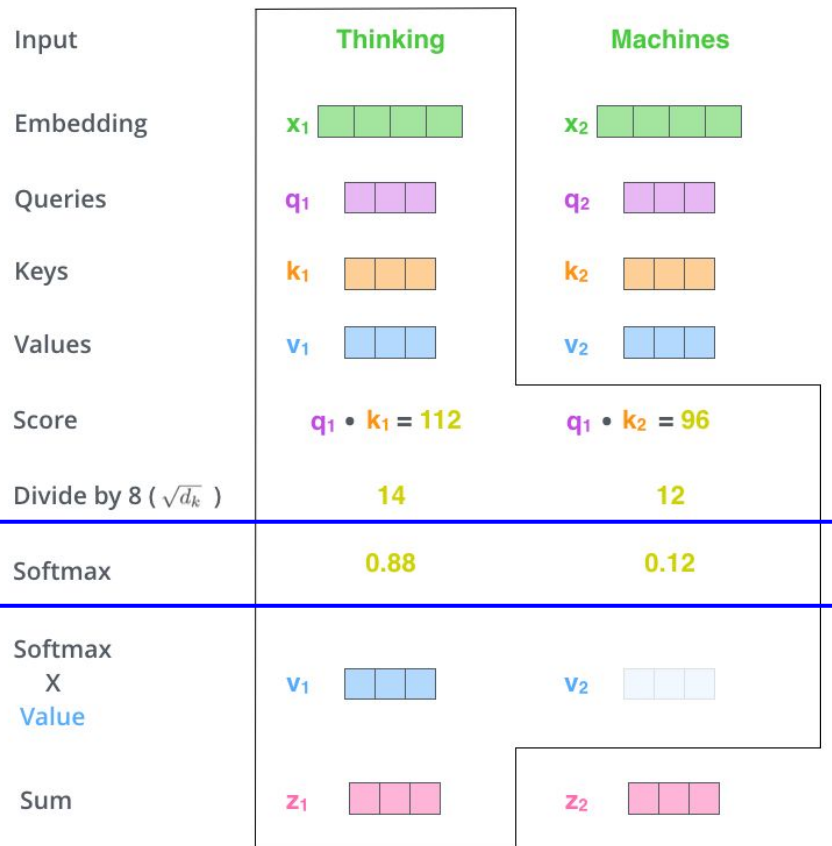 Input Thinking Machines
Embedding x₁ x₂
Queries q₁ q₂
Keys k₁ k₂
Values v₁ v₂
Score q₁ • k₁ = 112 q₁ • k₂ = 96
Divide by 8 ( √dₖ ) 14 12
Softmax 0.88 0.12
Softmax
X
Value
v₁ v₂
Sum z₁ z₂